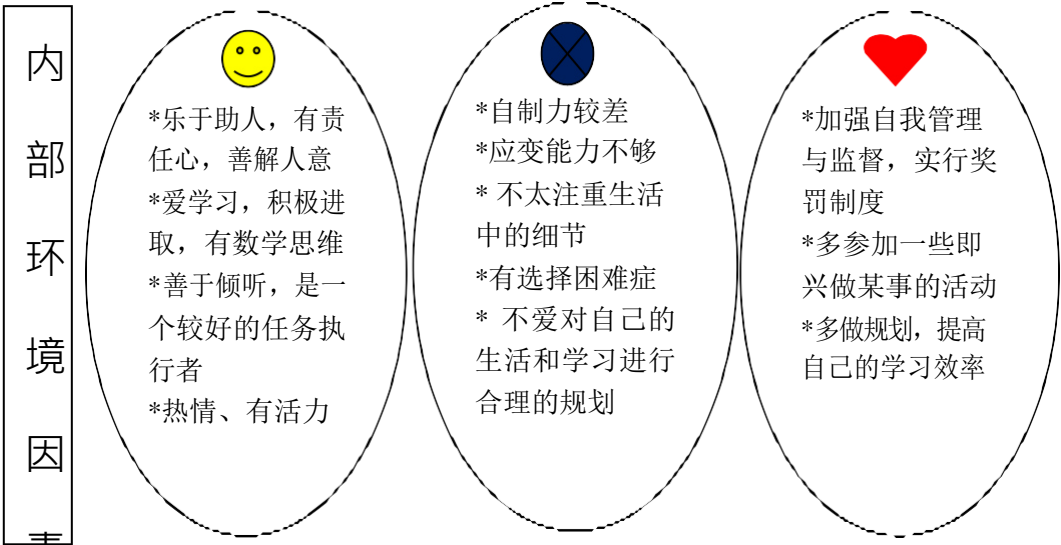 内
部
环
境
因
*乐于助人，有责
任心，善解人意
*爱学习，积极进
取，有数学思维
*善于倾听，是一
个较好的任务执
行者
*热情、有活力
*自制力较差
*应变能力不够
* 不太注重生活
中的细节
*有选择困难症
* 不爱对自己的
生活和学习进行
合理的规划
*加强自我管理
与监督，实行奖
罚制度
*多参加一些即
兴做某事的活动
*多做规划，提高
自己的学习效率